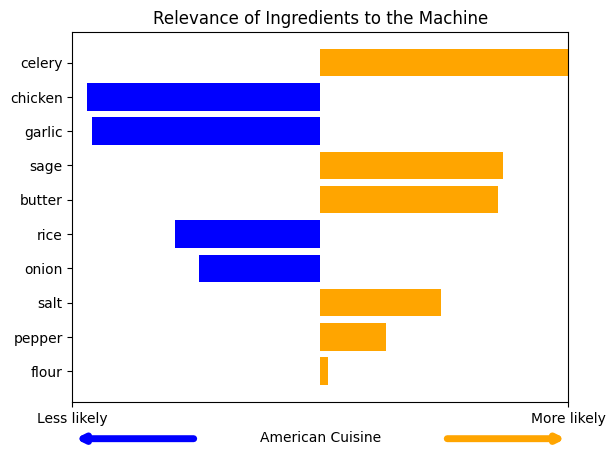 Relevance of Ingredients to the Machine
celery
chicken
garlic
sage
butter
rice
onion
salt
pepper
flour
Less likely
More likely
American Cuisine